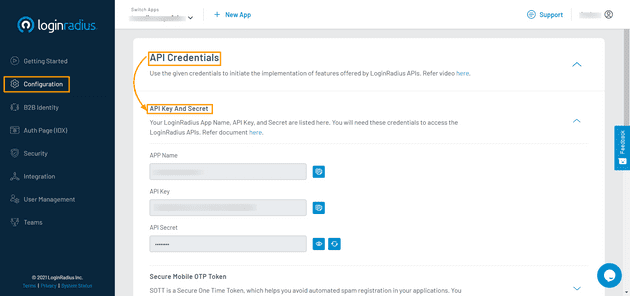 loginradius
Getting Started
Configuration
B2B Identity
Auth Page (IDX)
Security
Integration
User Management
Teams
© 2021 LoginRadius Inc.
Terms | Privacy | System Status
Switch Apps
+ New App
Support
API Credentials
Use the given credentials to initiate the implementation of features offered by LoginRadius APIs. Refer video here.
API Key And Secret
Your LoginRadius App Name, API Key, and Secret are listed here. You will need these credentials to access the
LoginRadius APIs. Refer document here.
APP Name
API Key
API Secret
••••••••
Secure Mobile OTP Token
SOTT is a Secure One Time Token, which helps you avoid automated spam registration in your applications. You
Feedback